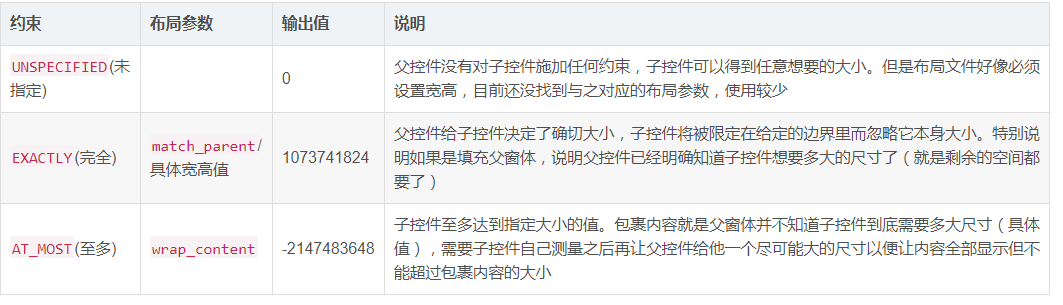 约束 布局参数 输出值 说明
UNSPECIFIED(未指定) 0 父控件没有对子控件施加任何约束，子控件可以得到任意想要的大小。但是布局文件好像必须
设置宽高，目前还没找到与之对应的布局参数，使用较少
EXACTLY(完全) match_parent/具体宽高值 1073741824 父控件给子控件决定了确切大小，子控件将被限定在给定的边界里而忽略它本身大小。特别说
明如果是填充父窗体，说明父控件已经明确知道子控件想要多大的尺寸了（就是剩余的空间都
要了）
AT_MOST(至多) wrap_content -2147483648 子控件至多达到指定大小的值。包裹内容就是父窗体并不知道子控件到底需要多大尺寸（具体
值），需要子控件自己测量之后再让父控件给他一个尽可能大的尺寸以便让内容全部显示但不
能超过包裹内容的大小